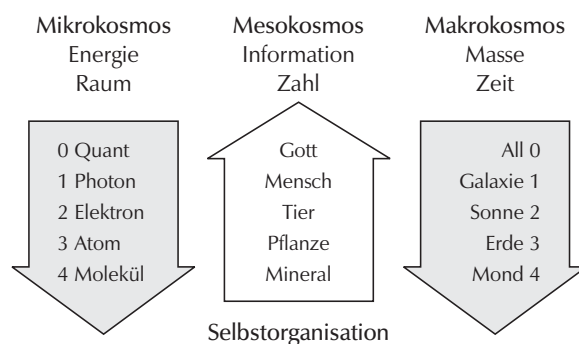 Mikrokosmos
Energie
Raum
0 Quant
1 Photon
2 Elektron
3 Atom
4 Molekül
Mesokosmos
Information
Zahl
Gott
Mensch
Tier
Pflanze
Mineral
Selbstorganisation
Makrokosmos
Masse
Zeit
All 0
Galaxie 1
Sonne 2
Erde 3
Mond 4